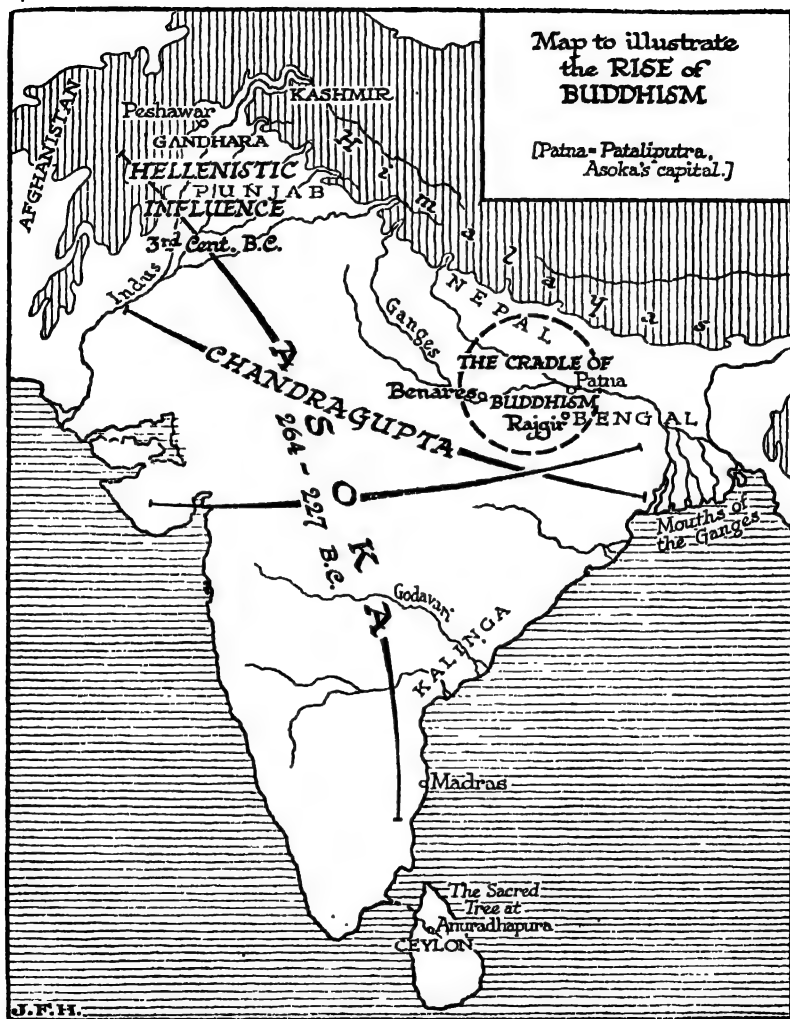 Map to illustrate
the RISE of
BUDDHISM
[Patna = Pataliputra,
Asoka's capital.]
AFGHANISTAN
Peshawar
KASHMIR
GANDHARA
HELLENISTIC
PUNJAB
INFLUENCE
3rd Cent. B.C.
Indus
Himalayas
NEPAL
Ganges
THE CRADLE OF
Patna
Benares
BUDDHISM
Rajgir
BENGAL
CHANDRAGUPTA
ASOKA
264-227 B.C.
Mouths of
the Ganges
Godavari
KALINGA
Madras
The Sacred
Tree at
Anuradhapura
CEYLON
J.F.H.